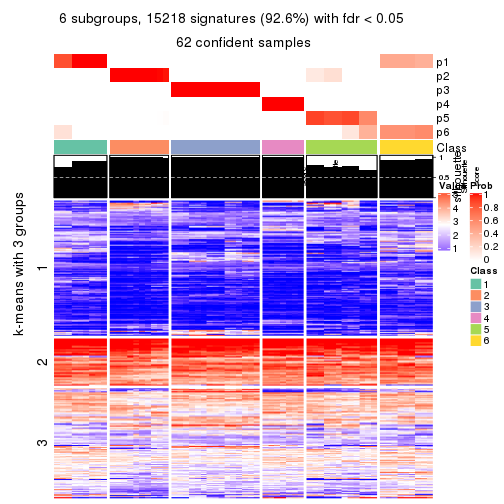 6 subgroups, 15218 signatures (92.6%) with fdr < 0.05
62 confident samples
p1
p2
p3
p4
p5
p6
Class
1
0.5
Silhouette
score
k-means with 3 groups
1
2
3
Value
4
3
2
1
Prob
1
0.8
0.6
0.4
0.2
0
Class
1
2
3
4
5
6